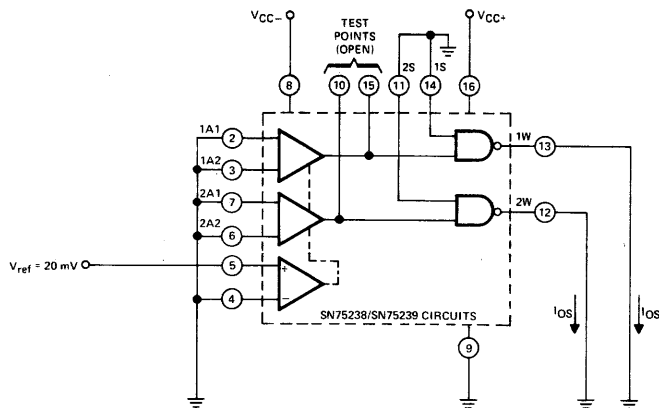 VCC–
TEST
POINTS
(OPEN)
VCC+
2S
1S
8
10
15
11
14
16
1A1
2
1A2
3
2A1
7
2A2
6
Vref = 20 mV
5
+
4
–
1W
13
2W
12
SN75238/SN75239 CIRCUITS
9
IOS
IOS